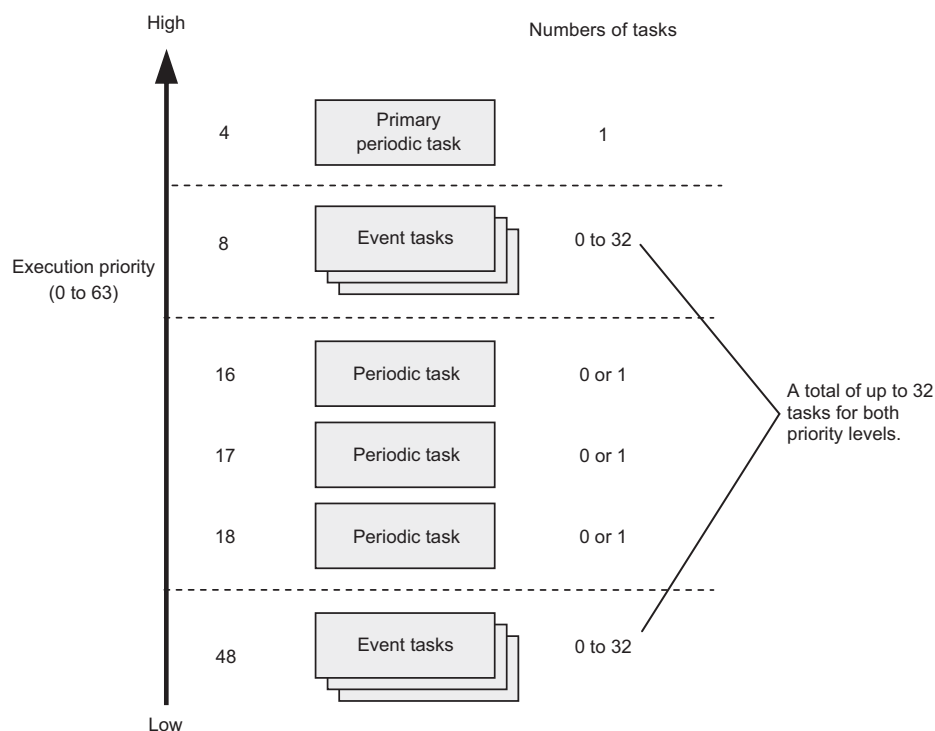 High
Numbers of tasks
4
Primary
periodic task
1
8
Event tasks
0 to 32
Execution priority
(0 to 63)
16
Periodic task
0 or 1
A total of up to 32
tasks for both
priority levels.
17
Periodic task
0 or 1
18
Periodic task
0 or 1
48
Event tasks
0 to 32
Low